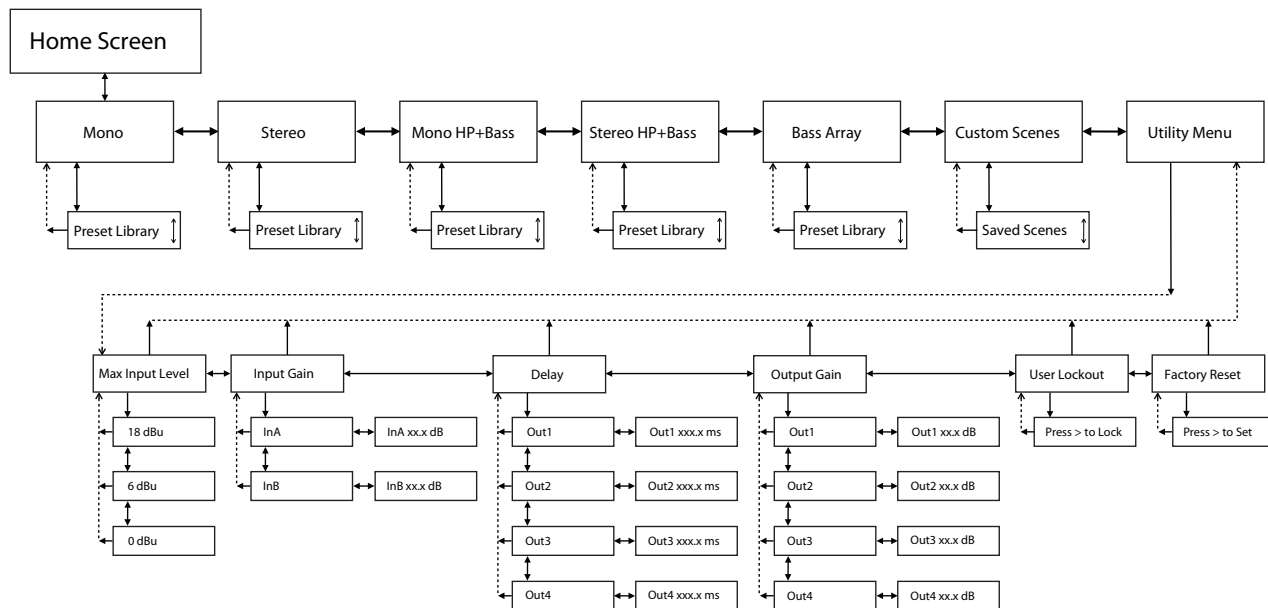 Home Screen
Mono
Stereo
Mono HP+Bass
Stereo HP+Bass
Bass Array
Custom Scenes
Utility Menu
Preset Library
Preset Library
Preset Library
Preset Library
Preset Library
Saved Scenes
Max Input Level
Input Gain
Delay
Output Gain
User Lockout
Factory Reset
18 dBu
InA
InA xx.x dB
Out1
Out1 xxx.x ms
Out1
Out1 xx.x dB
Press > to Lock
Press > to Set
6 dBu
InB
InB xx.x dB
Out2
Out2 xxx.x ms
Out2
Out2 xx.x dB
0 dBu
Out3
Out3 xxx.x ms
Out3
Out3 xx.x dB
Out4
Out4 xxx.x ms
Out4
Out4 xx.x dB